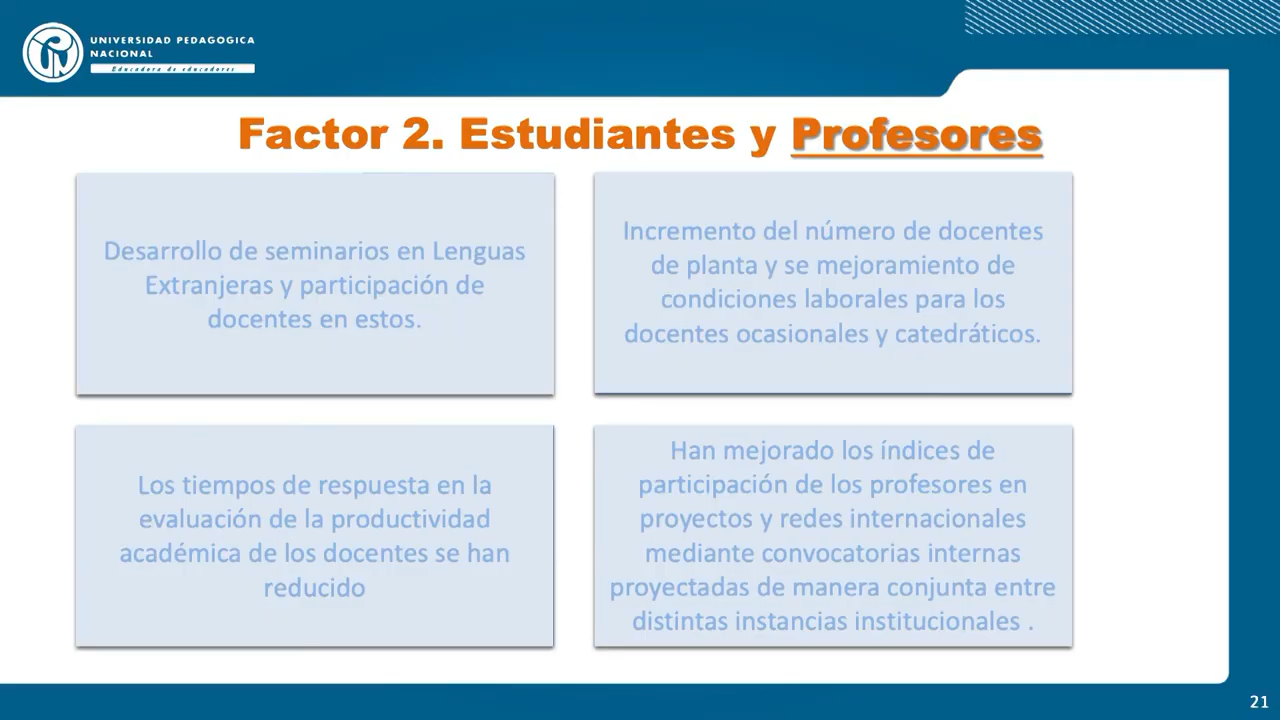 UNIVERSIDAD PEDAGOGICA
NACIONAL
Educadora de educadores
Factor 2. Estudiantes y Profesores
Desarrollo de seminarios en Lenguas
Extranjeras y participación de
docentes en estos.
Incremento del número de docentes
de planta y se mejoramiento de
condiciones laborales para los
docentes ocasionales y catedráticos.
Los tiempos de respuesta en la
evaluación de la productividad
académica de los docentes se han
reducido
Han mejorado los índices de
participación de los profesores en
proyectos y redes internacionales
mediante convocatorias internas
proyectadas de manera conjunta entre
distintas instancias institucionales .
21